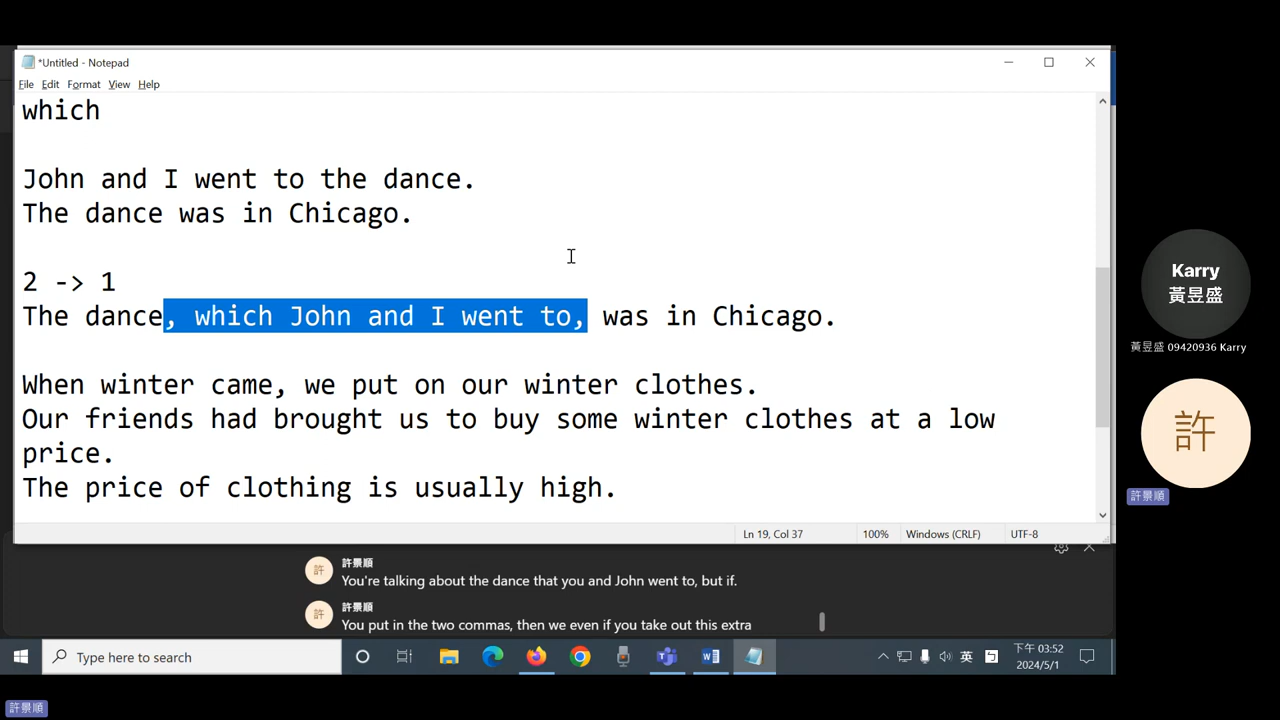 *Untitled - Notepad
File Edit Format View Help
which
John and I went to the dance.
The dance was in Chicago.
2 -> 1
The dance, which John and I went to, was in Chicago.
When winter came, we put on our winter clothes.
Our friends had brought us to buy some winter clothes at a low
price.
The price of clothing is usually high.
Ln 19, Col 37 100% Windows (CRLF) UTF-8
許 許景順
You're talking about the dance that you and John went to, but if.
許 許景順
You put in the two commas, then we even if you take out this extra
Type here to search
英
下午 03:52
2024/5/1
Karry
黃昱盛
黃昱盛 09420936 Karry
許
許景順
許景順